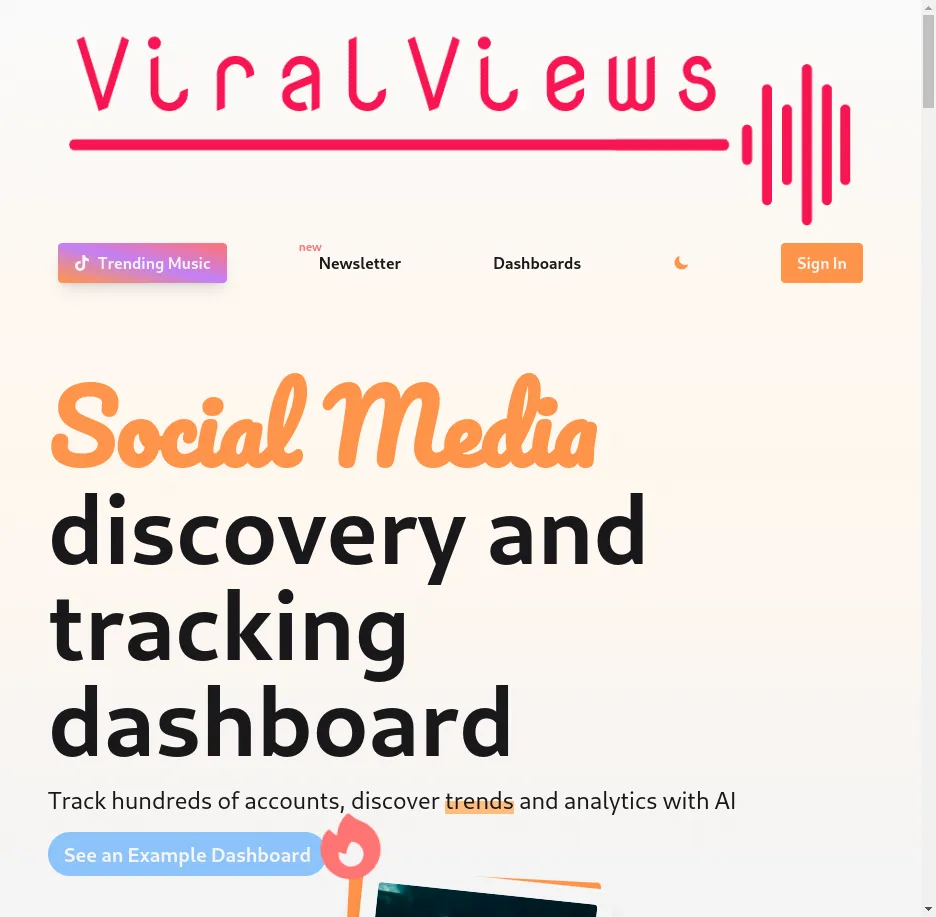 ViralViews
Trending Music
new
Newsletter
Dashboards
Sign In
Social Media
discovery and
tracking
dashboard
Track hundreds of accounts, discover trends and analytics with AI
See an Example Dashboard